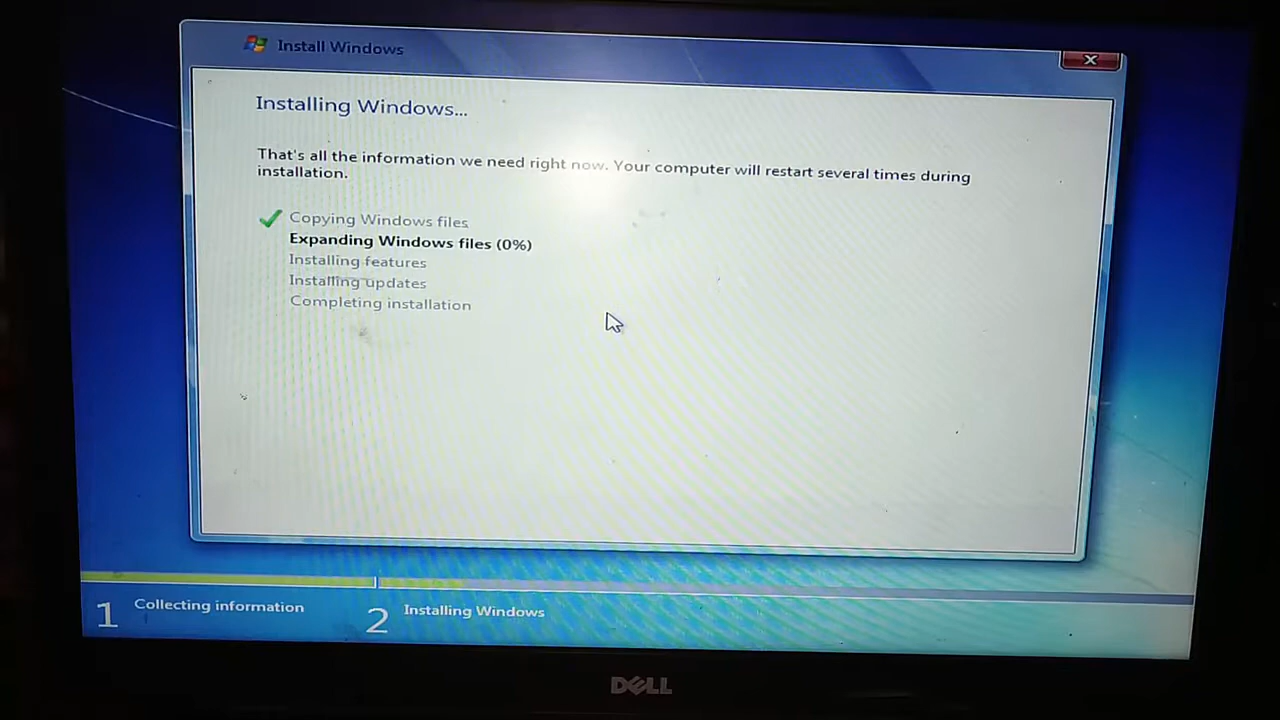 Install Windows
Installing Windows...
That's all the information we need right now. Your computer will restart several times during
installation.
Copying Windows files
Expanding Windows files (0%)
Installing features
Installing updates
Completing installation
1 Collecting information
2 Installing Windows
DELL